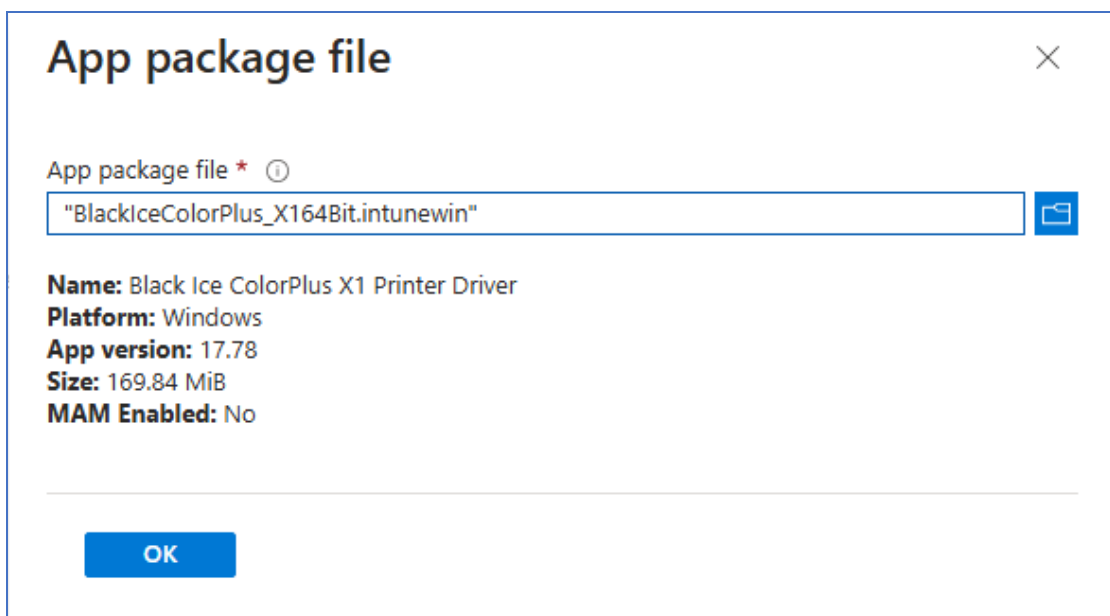 App package file
App package file *
"BlackIceColorPlus_X164Bit.intunewin"
Name: Black Ice ColorPlus X1 Printer Driver
Platform: Windows
App version: 17.78
Size: 169.84 MiB
MAM Enabled: No
OK